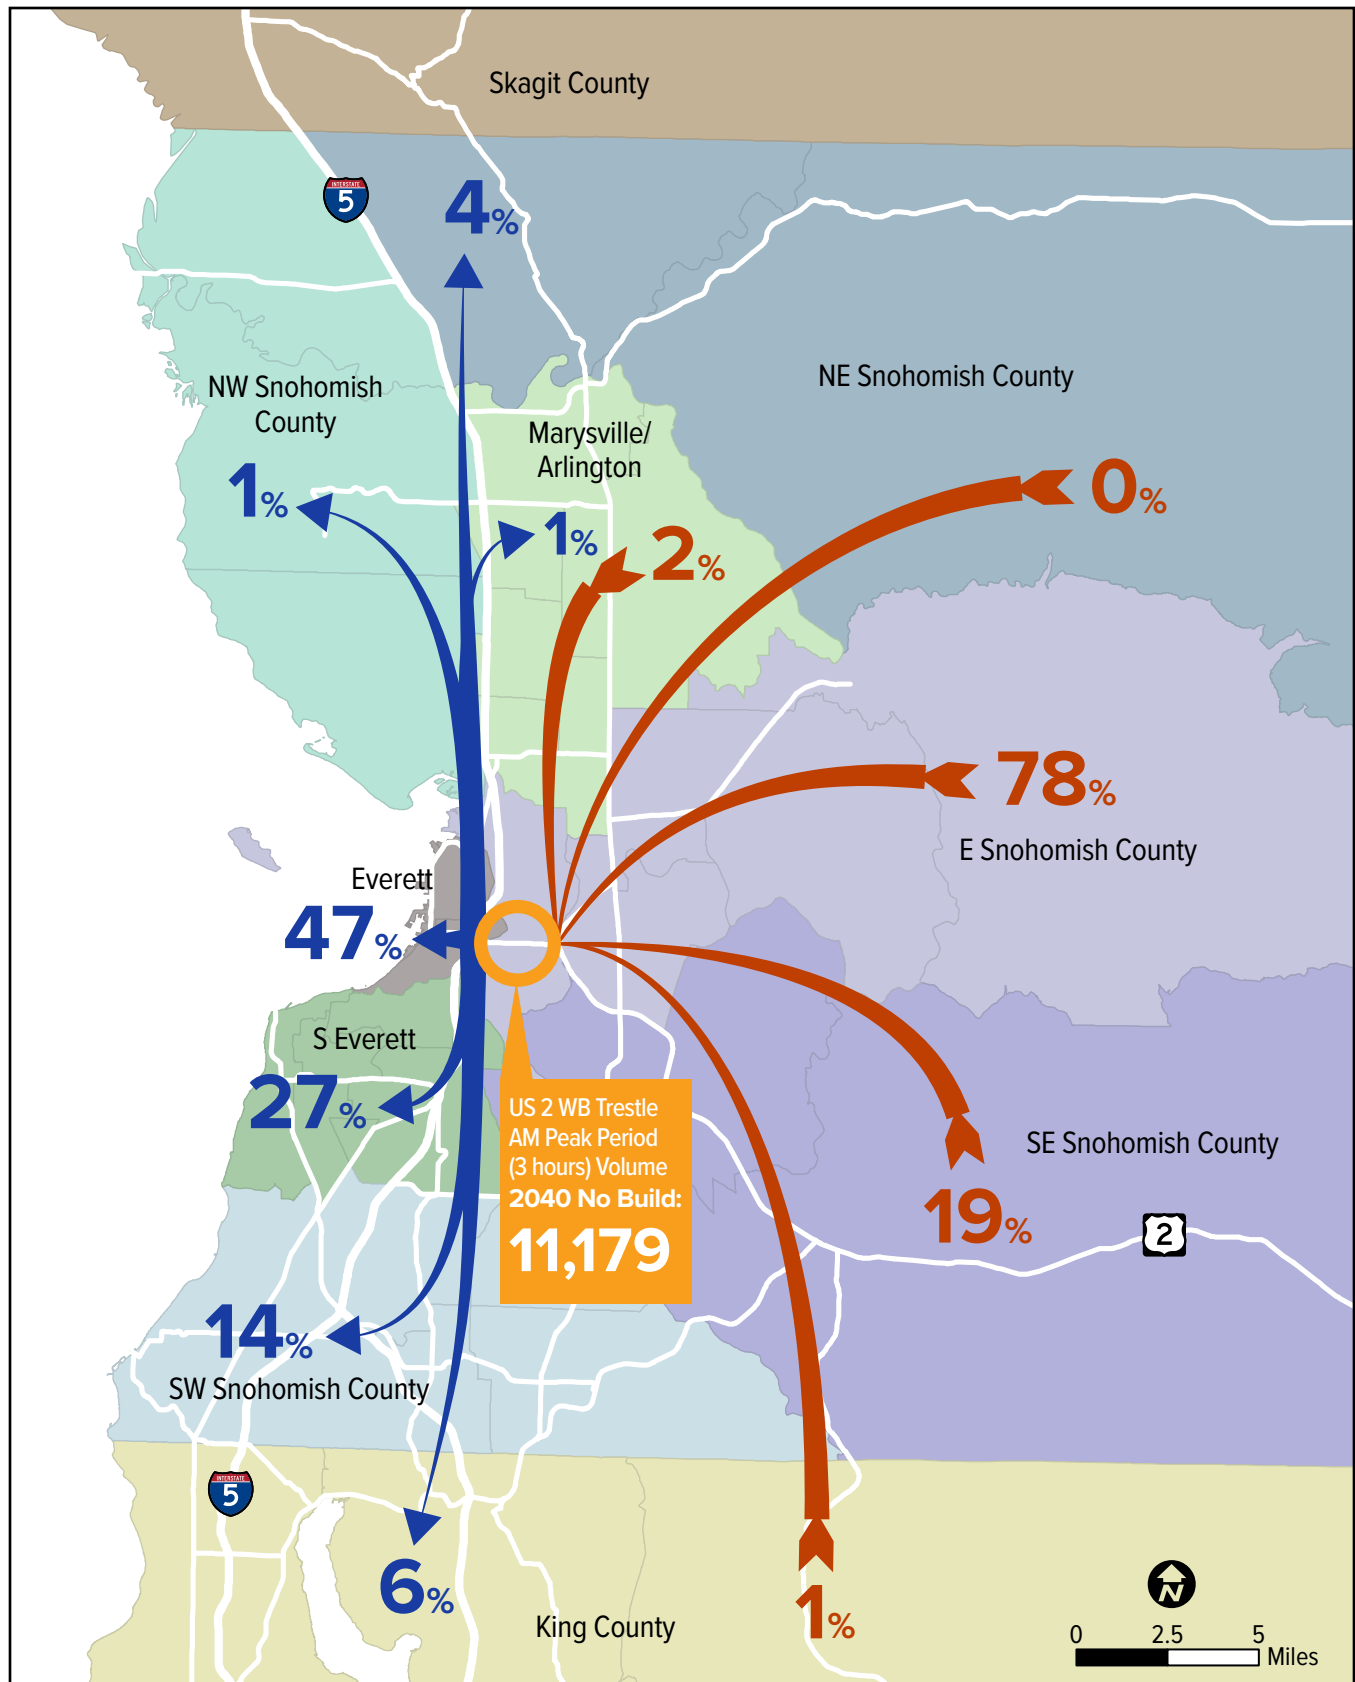 Skagit County
INTERSTATE
5
4%
NW Snohomish
County
NE Snohomish County
Marysville/
Arlington
1%
0%
1%
2%
78%
E Snohomish County
Everett
47%
S Everett
27%
US 2 WB Trestle
AM Peak Period
(3 hours) Volume
2040 No Build:
11,179
SE Snohomish County
19%
2
14%
SW Snohomish County
INTERSTATE
5
6%
1%
King County
N
0 2.5 5
Miles